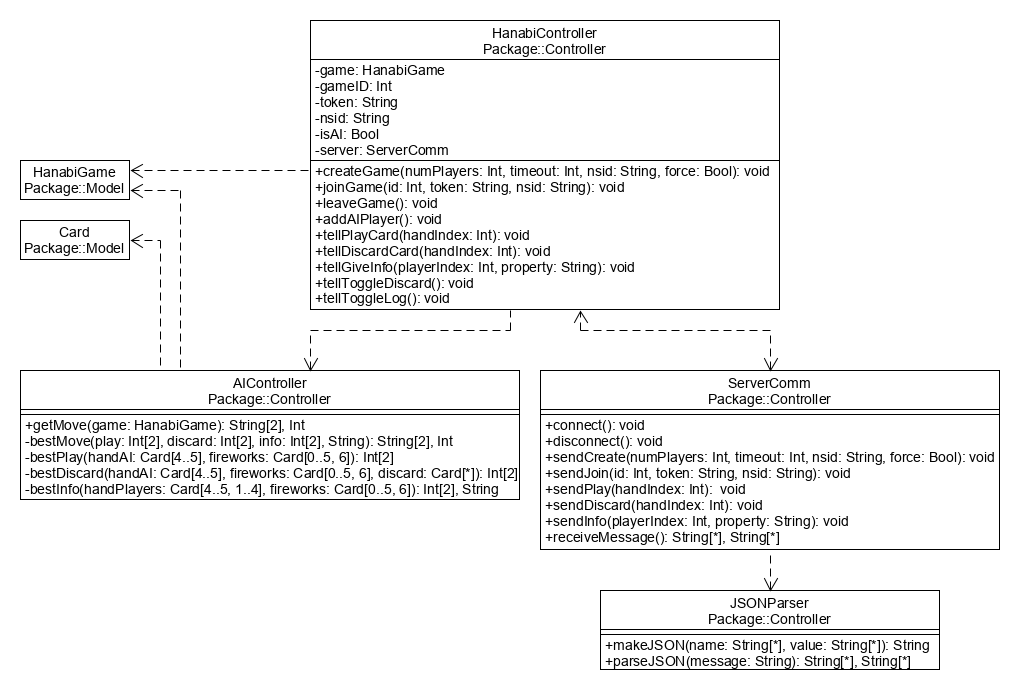 HanabiController
Package::Controller
-game: HanabiGame
-gameID: Int
-token: String
-nsid: String
-isAI: Bool
-server: ServerComm
+createGame(numPlayers: Int, timeout: Int, nsid: String, force: Bool): void
+joinGame(id: Int, token: String, nsid: String): void
+leaveGame(): void
+addAIPlayer(): void
+tellPlayCard(handIndex: Int): void
+tellDiscardCard(handIndex: Int): void
+tellGiveInfo(playerIndex: Int, property: String): void
+tellToggleDiscard(): void
+tellToggleLog(): void
HanabiGame
Package::Model
Card
Package::Model
AIController
Package::Controller
+getMove(game: HanabiGame): String[2], Int
-bestMove(play: Int[2], discard: Int[2], info: Int[2], String): String[2], Int
-bestPlay(handAI: Card[4..5], fireworks: Card[0..5, 6]): Int[2]
-bestDiscard(handAI: Card[4..5], fireworks: Card[0..5, 6], discard: Card[*]): Int[2]
-bestInfo(handPlayers: Card[4..5, 1..4], fireworks: Card[0..5, 6]): Int[2], String
ServerComm
Package::Controller
+connect(): void
+disconnect(): void
+sendCreate(numPlayers: Int, timeout: Int, nsid: String, force: Bool): void
+sendJoin(id: Int, token: String, nsid: String): void
+sendPlay(handIndex: Int):  void
+sendDiscard(handIndex: Int): void
+sendInfo(playerIndex: Int, property: String): void
+receiveMessage(): String[*], String[*]
JSONParser
Package::Controller
+makeJSON(name: String[*], value: String[*]): String
+parseJSON(message: String): String[*], String[*]